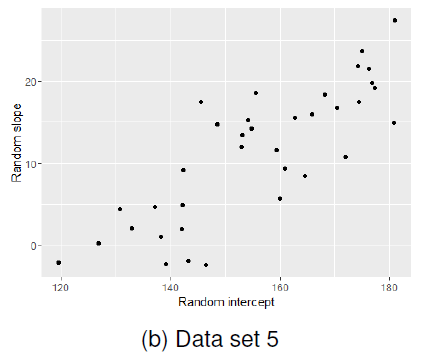 Random slope
20
10
0
120 140 160 180
Random intercept
(b) Data set 5